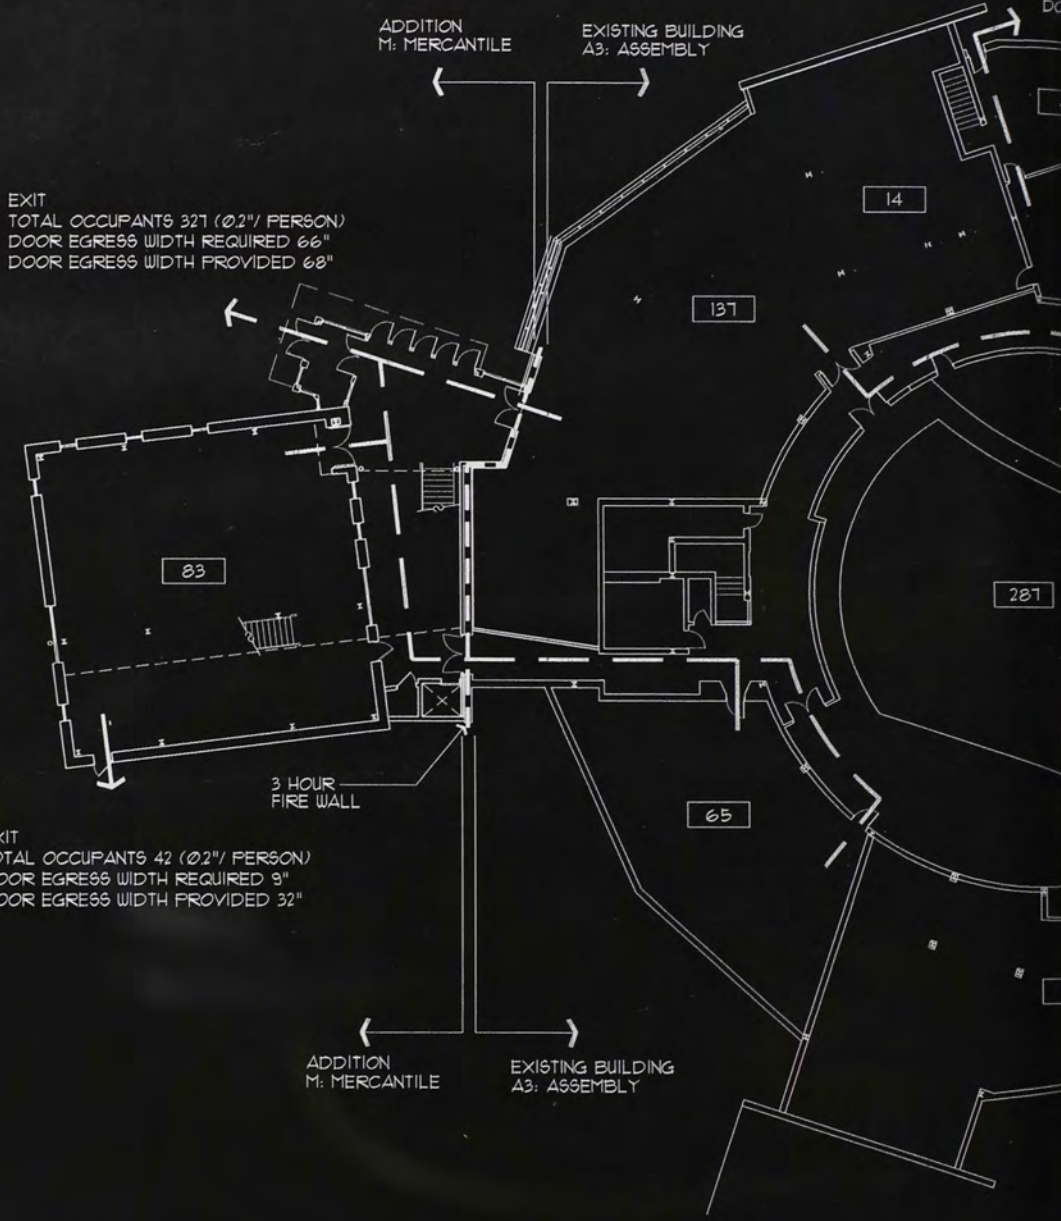 DO
ADDITION
M: MERCANTILE
EXISTING BUILDING
A3: ASSEMBLY
EXIT
TOTAL OCCUPANTS 327 (0.2"/ PERSON)
DOOR EGRESS WIDTH REQUIRED 66"
DOOR EGRESS WIDTH PROVIDED 68"
14
137
83
287
3 HOUR
FIRE WALL
65
XIT
OTAL OCCUPANTS 42 (0.2"/ PERSON)
OOR EGRESS WIDTH REQUIRED 9"
OOR EGRESS WIDTH PROVIDED 32"
ADDITION
M: MERCANTILE
EXISTING BUILDING
A3: ASSEMBLY